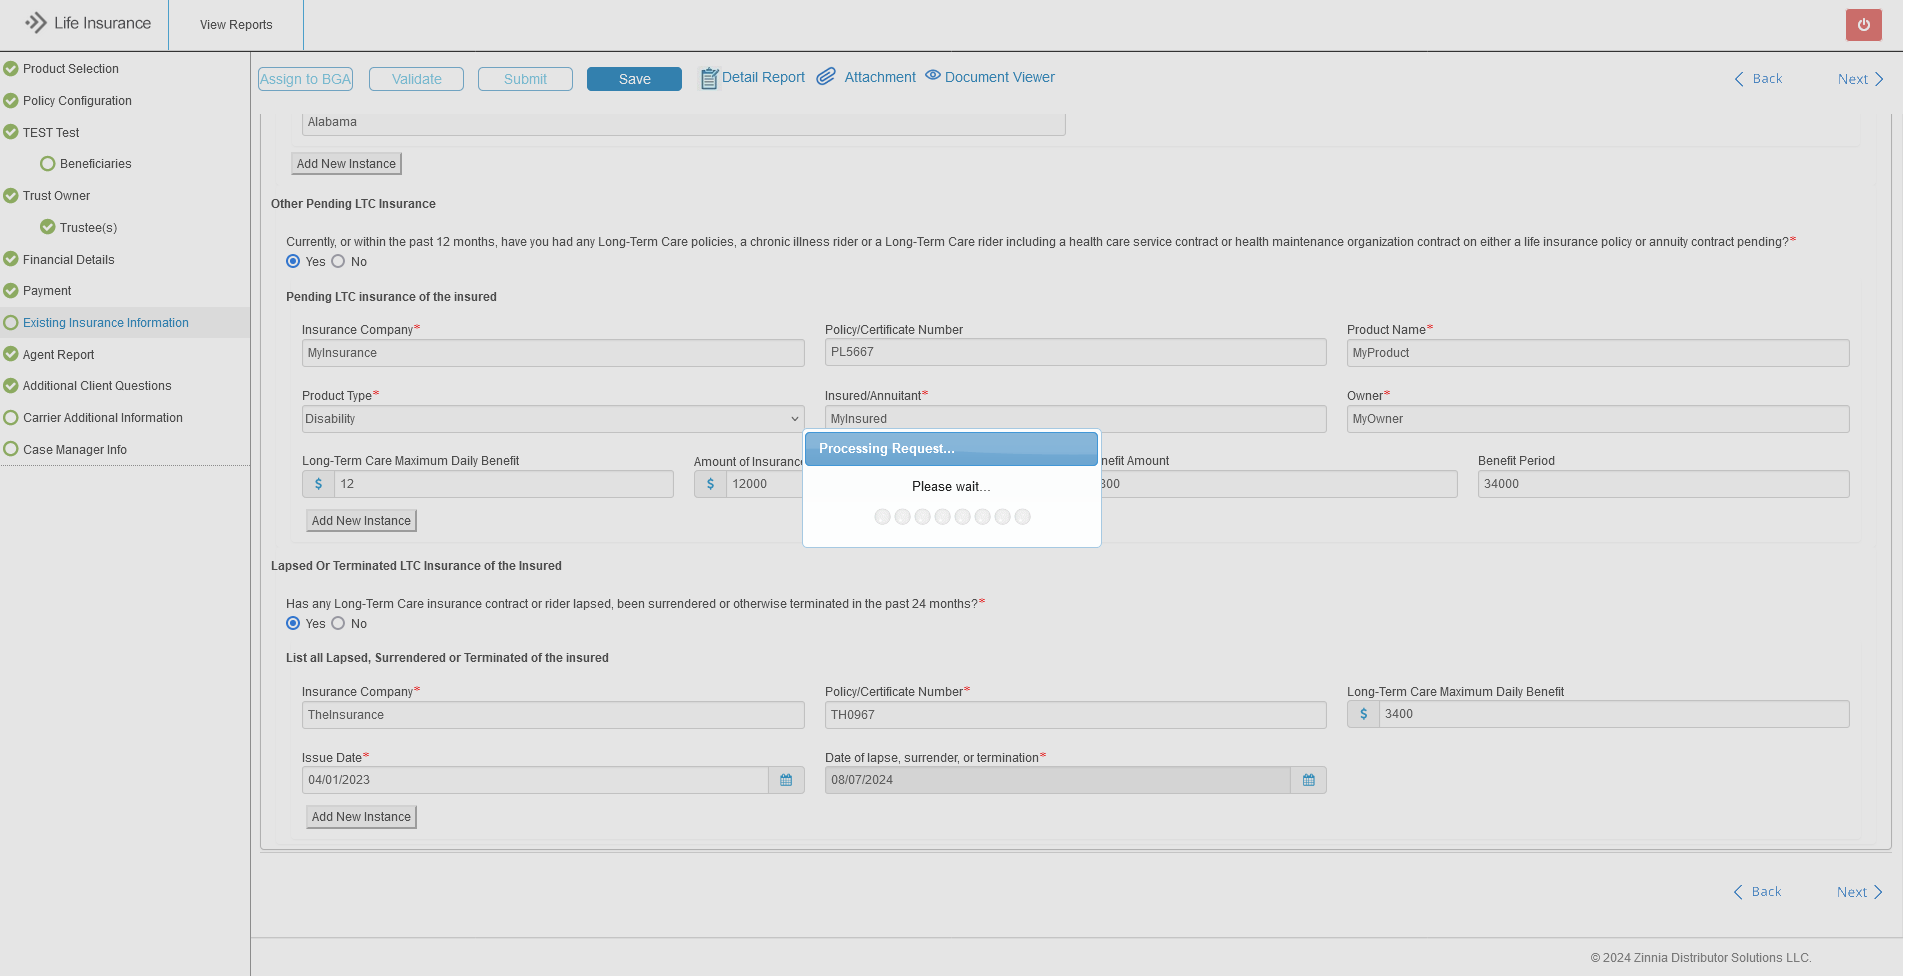 Life Insurance
View Reports
Product Selection
Policy Configuration
TEST Test
Beneficiaries
Trust Owner
Trustee(s)
Financial Details
Payment
Existing Insurance Information
Agent Report
Additional Client Questions
Carrier Additional Information
Case Manager Info
Assign to BGA Validate Submit Save Detail Report Attachment Document Viewer Back Next
Alabama
Add New Instance
Other Pending LTC Insurance
Currently, or within the past 12 months, have you had any Long-Term Care policies, a chronic illness rider or a Long-Term Care rider including a health care service contract or health maintenance organization contract on either a life insurance policy or annuity contract pending?*
Yes No
Pending LTC insurance of the insured
Insurance Company* Policy/Certificate Number Product Name*
MyInsurance PL5667 MyProduct
Product Type* Insured/Annuitant* Owner*
Disability MyInsured MyOwner
Long-Term Care Maximum Daily Benefit Amount of Insurance Amount Benefit Period
$ 12 $ 12000 34000
Add New Instance
Processing Request...
Please wait...
Lapsed Or Terminated LTC Insurance of the Insured
Has any Long-Term Care insurance contract or rider lapsed, been surrendered or otherwise terminated in the past 24 months?*
Yes No
List all Lapsed, Surrendered or Terminated of the insured
Insurance Company* Policy/Certificate Number* Long-Term Care Maximum Daily Benefit
TheInsurance TH0967 $ 3400
Issue Date* Date of lapse, surrender, or termination*
04/01/2023 08/07/2024
Add New Instance
Back Next
© 2024 Zinnia Distributor Solutions LLC.